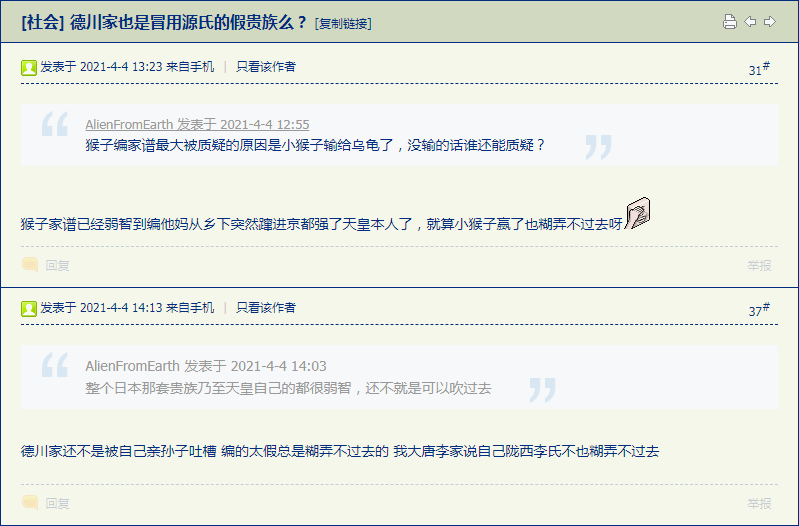 [社会] 德川家也是冒用源氏的假贵族么？ [复制链接]
发表于 2021-4-4 13:23 来自手机 | 只看该作者
31#
AlienFromEarth 发表于 2021-4-4 12:55
猴子编家谱最大被质疑的原因是小猴子输给乌龟了，没输的话谁还能质疑？
猴子家谱已经弱智到编他妈从乡下突然蹿进京都强了天皇本人了，就算小猴子赢了也糊弄不过去呀
回复
举报
发表于 2021-4-4 14:13 来自手机 | 只看该作者
37#
AlienFromEarth 发表于 2021-4-4 14:03
整个日本那套贵族乃至天皇自己的都很弱智，还不就是可以吹过去
德川家还不是被自己亲孙子吐槽 编的太假总是糊弄不过去的 我大唐李家说自己陇西李氏不也糊弄不过去
回复
举报